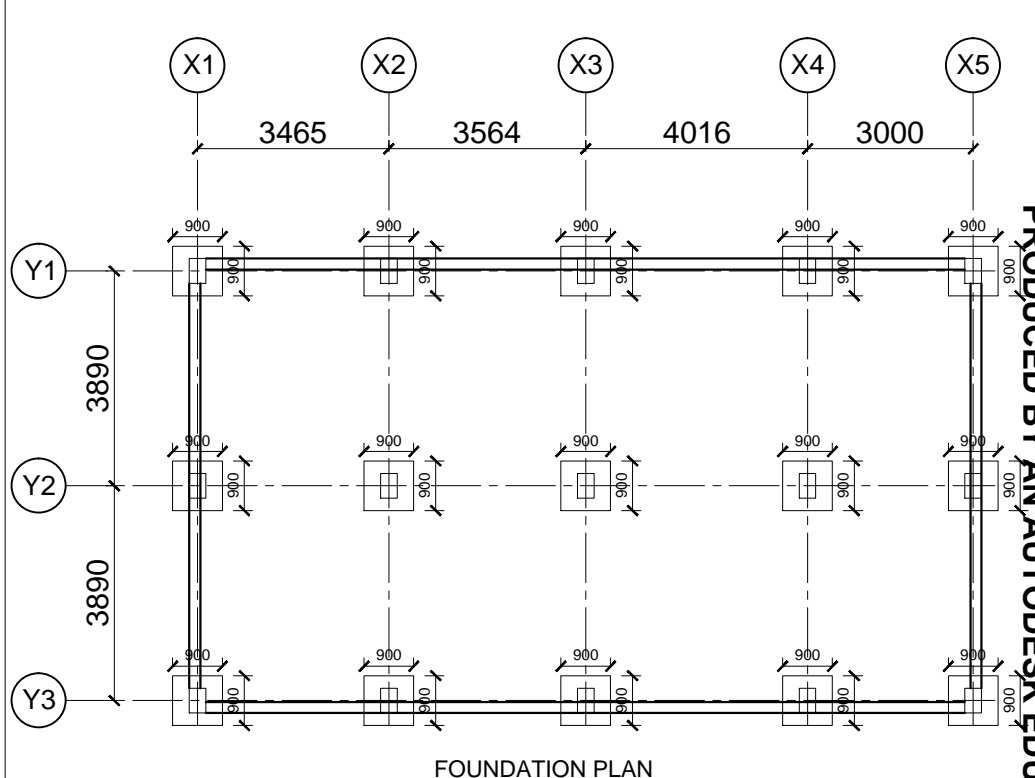 X1 X2 X3 X4 X5
3465 3564 4016 3000
900 900 900 900 900
Y1 900 900 900 900 900
3890
900 900 900 900 900
Y2 900 900 900 900 900
3890
900 900 900 900 900
Y3 900 900 900 900 900
FOUNDATION PLAN
PRODUCED BY AN AUTODESK EDU